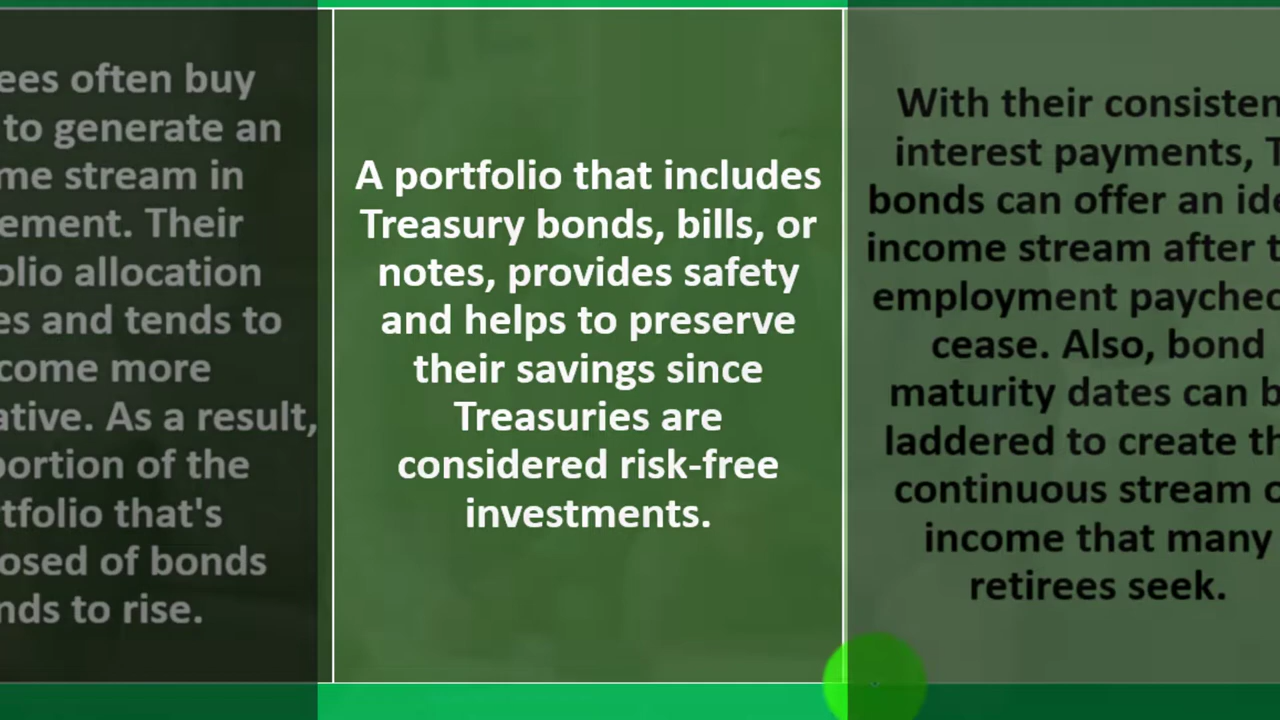 ees often buy
to generate an
me stream in
ement. Their
olio allocation
es and tends to
come more
ative. As a result,
portion of the
tfolio that's
osed of bonds
nds to rise.
A portfolio that includes
Treasury bonds, bills, or
notes, provides safety
and helps to preserve
their savings since
Treasuries are
considered risk-free
investments.
With their consisten
interest payments, T
bonds can offer an ide
income stream after t
employment paychec
cease. Also, bond
maturity dates can b
laddered to create th
continuous stream o
income that many
retirees seek.